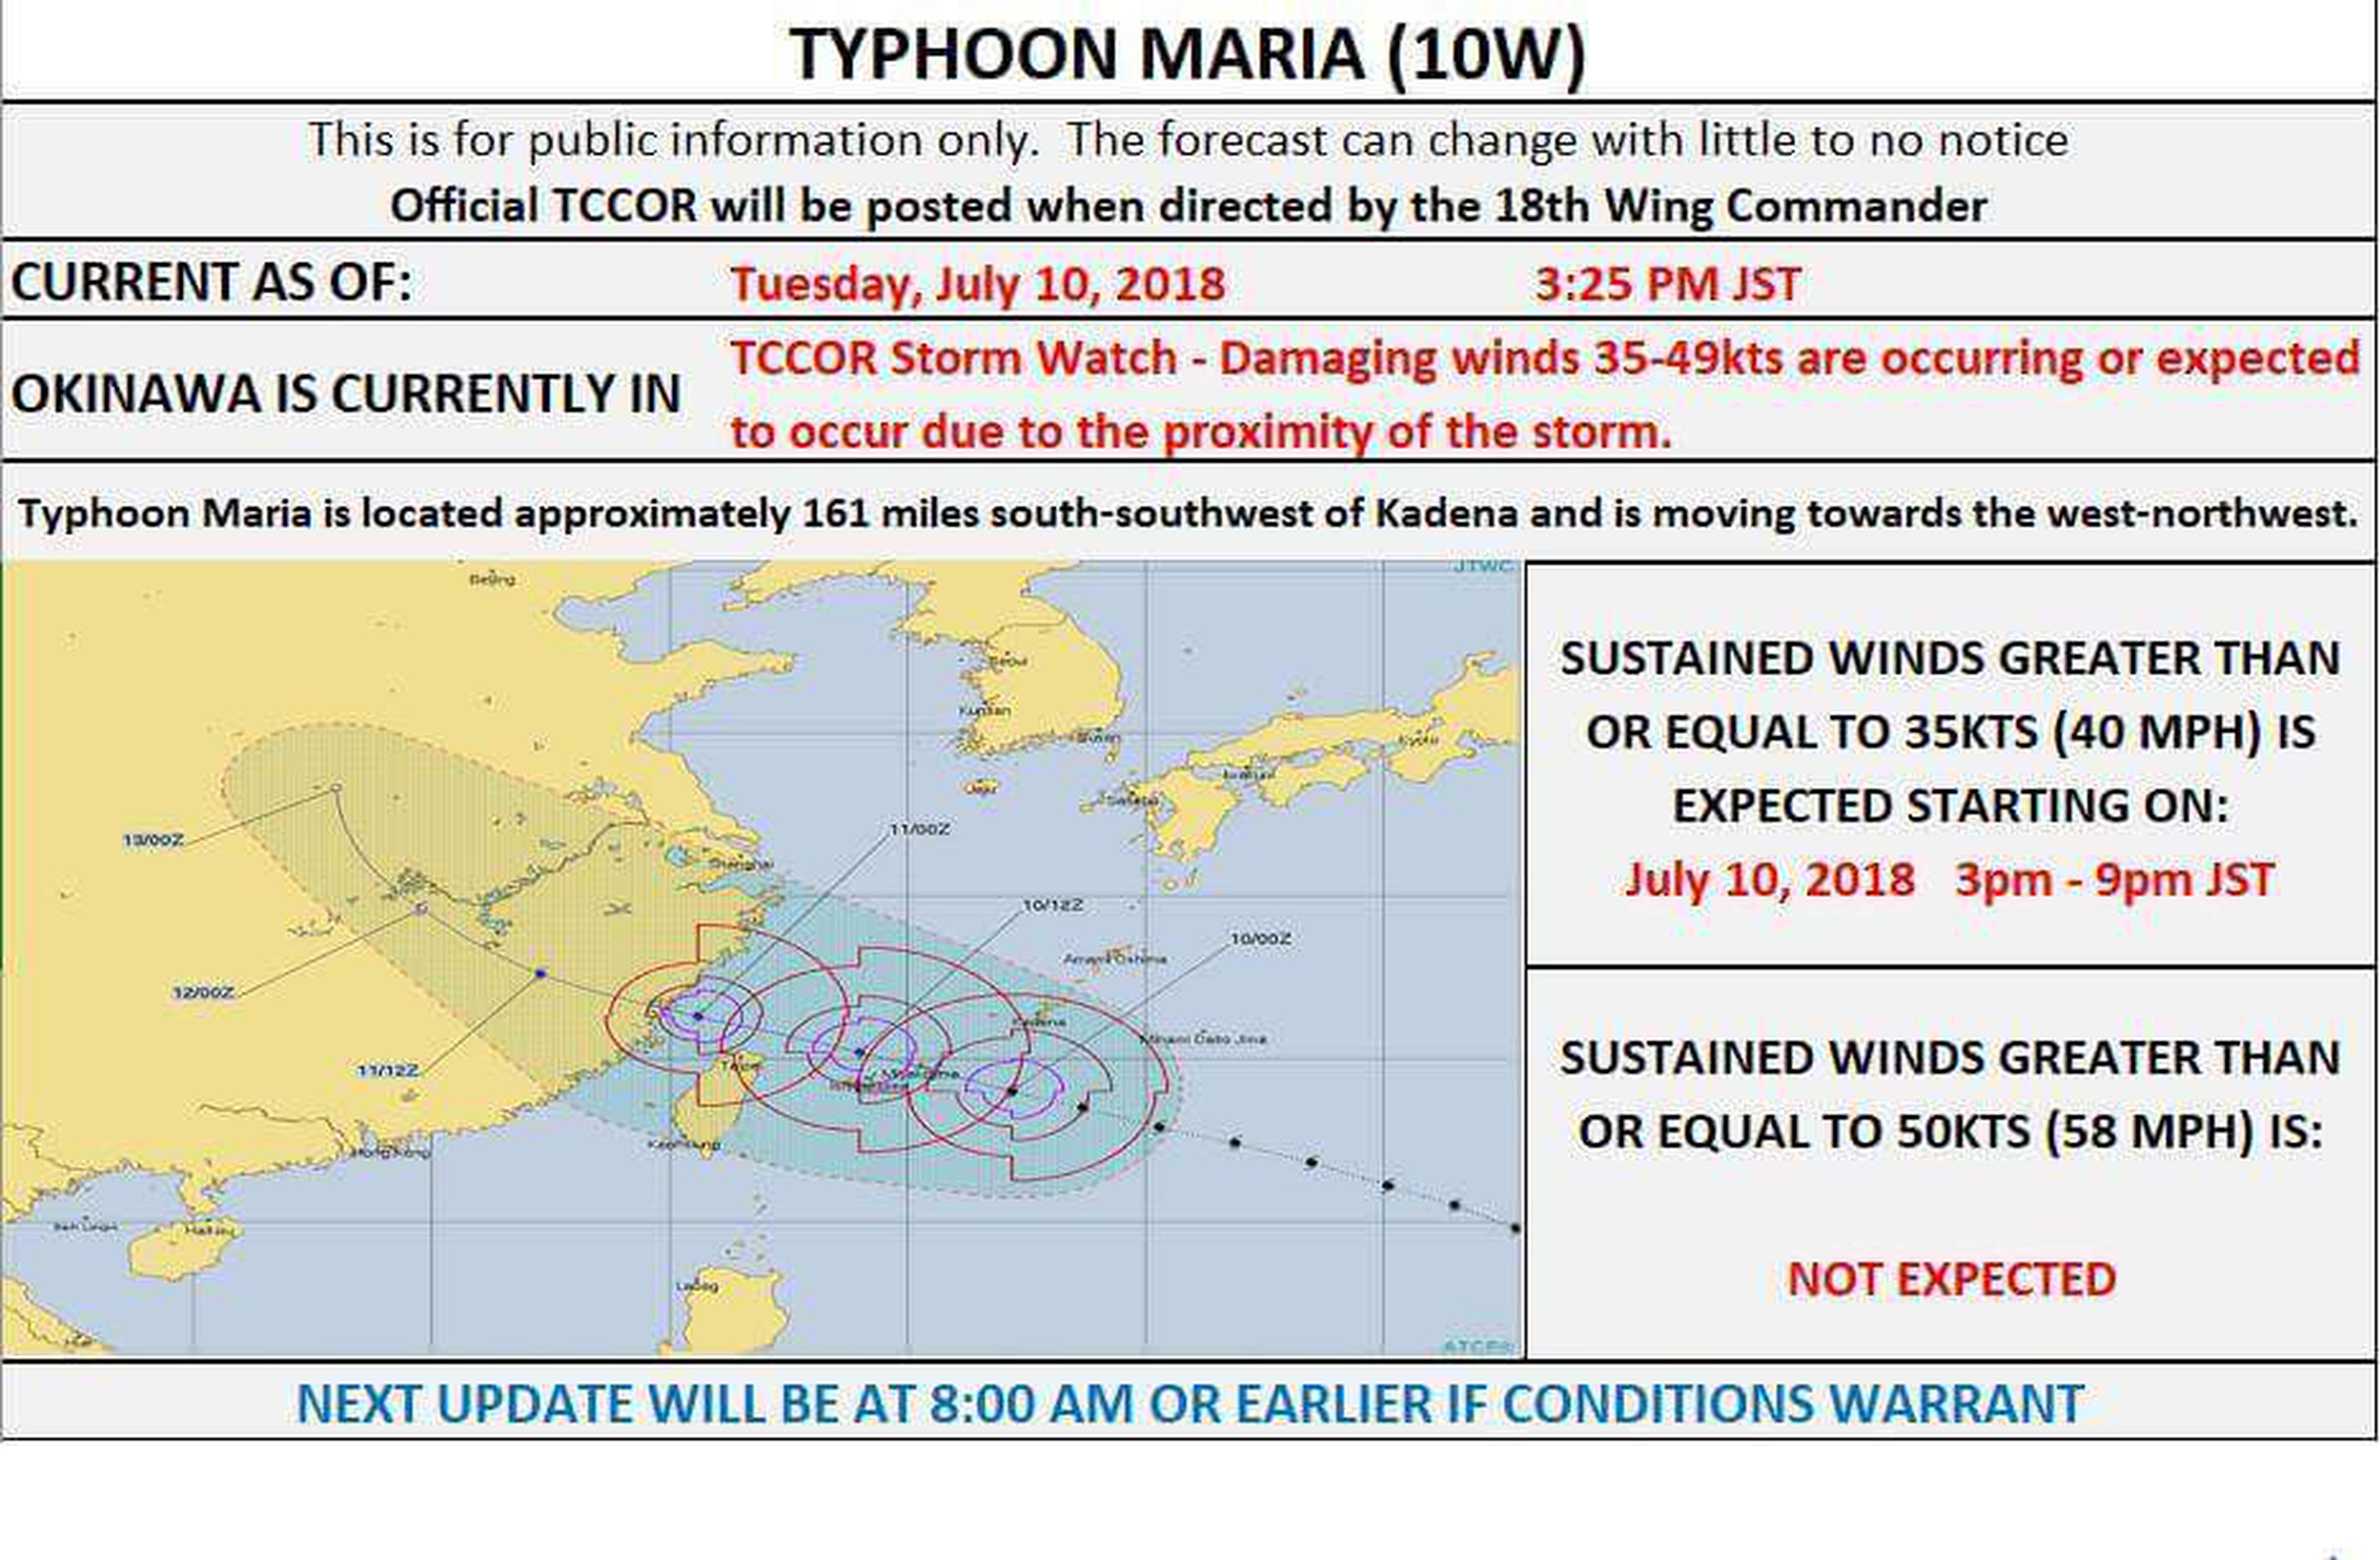 TYPHOON MARIA (10W)
This is for public information only.  The forecast can change with little to no notice
Official TCCOR will be posted when directed by the 18th Wing Commander
CURRENT AS OF: Tuesday, July 10, 2018 3:25 PM JST
OKINAWA IS CURRENTLY IN
TCCOR Storm Watch - Damaging winds 35-49kts are occurring or expected
to occur due to the proximity of the storm.
Typhoon Maria is located approximately 161 miles south-southwest of Kadena and is moving towards the west-northwest.
JTWC
Beijing
Seoul
Kunsan
Busan
Kyoto
Iwakuni
Jeju
Sasebo
11/00Z
13/00Z
Shanghai
10/12Z
10/00Z
Amami Oshima
12/00Z
Kadena
Minami Daito Jima
Taipei
11/12Z
Kaohsiung
Hong Kong
Haikou
Laoag
ATCF®
SUSTAINED WINDS GREATER THAN
OR EQUAL TO 35KTS (40 MPH) IS
EXPECTED STARTING ON:
July 10, 2018 3pm - 9pm JST
SUSTAINED WINDS GREATER THAN
OR EQUAL TO 50KTS (58 MPH) IS:
NOT EXPECTED
NEXT UPDATE WILL BE AT 8:00 AM OR EARLIER IF CONDITIONS WARRANT